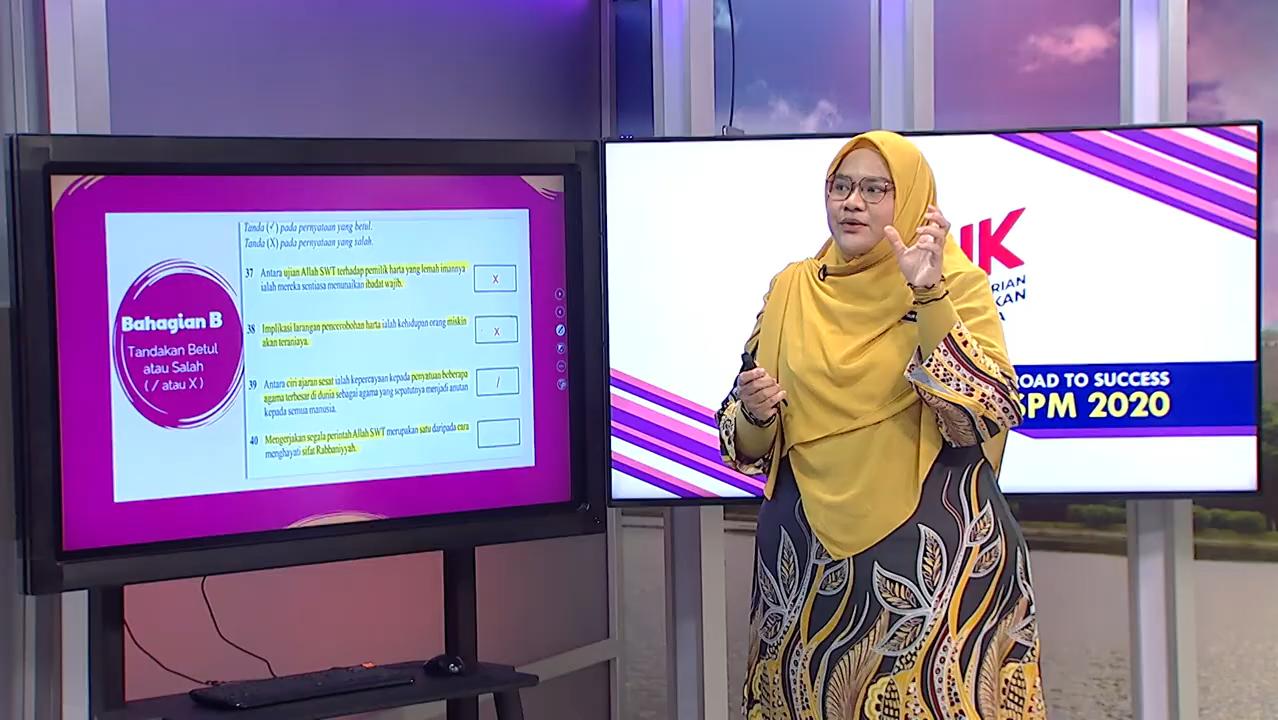 Tanda (✓) pada pernyataan yang betul.
Tanda (X) pada pernyataan yang salah.
Bahagian B
Tandakan Betul
atau Salah
( / atau X )
37 Antara ujian Allah SWT terhadap pemilik harta yang lemah imannya
ialah mereka sentiasa menunaikan ibadat wajib.
X
38 Implikasi larangan pencerobohan harta ialah kehidupan orang miskin
akan teraniaya.
X
39 Antara ciri ajaran sesat ialah kepercayaan kepada penyatuan beberapa
agama terbesar di dunia sebagai agama yang sepatutnya menjadi anutan
kepada semua manusia.
/
40 Mengerjakan segala perintah Allah SWT merupakan satu daripada cara
menghayati sifat Rabbaniyyah.
IK
RIAN
KAN
A
ROAD TO SUCCESS
SPM 2020